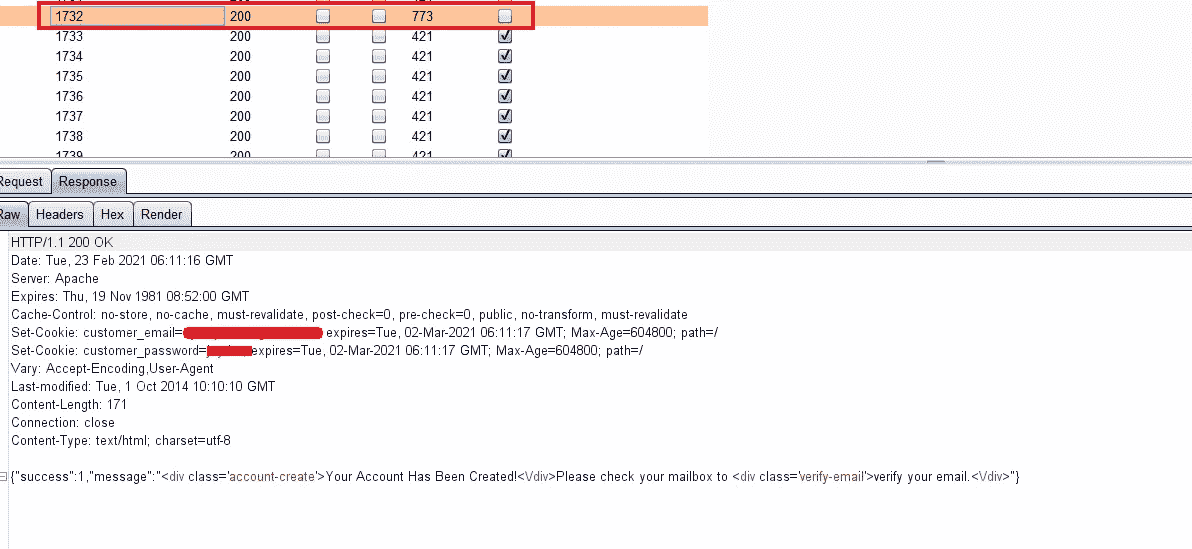 1732 200 773
1733 200 421
1734 200 421
1735 200 421
1736 200 421
1737 200 421
1738 200 421
1739 200 421
Request Response
Raw Headers Hex Render
HTTP/1.1 200 OK
Date: Tue, 23 Feb 2021 06:11:16 GMT
Server: Apache
Expires: Thu, 19 Nov 1981 08:52:00 GMT
Cache-Control: no-store, no-cache, must-revalidate, post-check=0, pre-check=0, public, no-transform, must-revalidate
Set-Cookie: customer_email= expires=Tue, 02-Mar-2021 06:11:17 GMT; Max-Age=604800; path=/
Set-Cookie: customer_password= expires=Tue, 02-Mar-2021 06:11:17 GMT; Max-Age=604800; path=/
Vary: Accept-Encoding,User-Agent
Last-modified: Tue, 1 Oct 2014 10:10:10 GMT
Content-Length: 171
Connection: close
Content-Type: text/html; charset=utf-8
{"success":1,"message":"<div class='account-create'>Your Account Has Been Created!<\/div>Please check your mailbox to <div class='verify-email'>verify your email.<\/div>"}